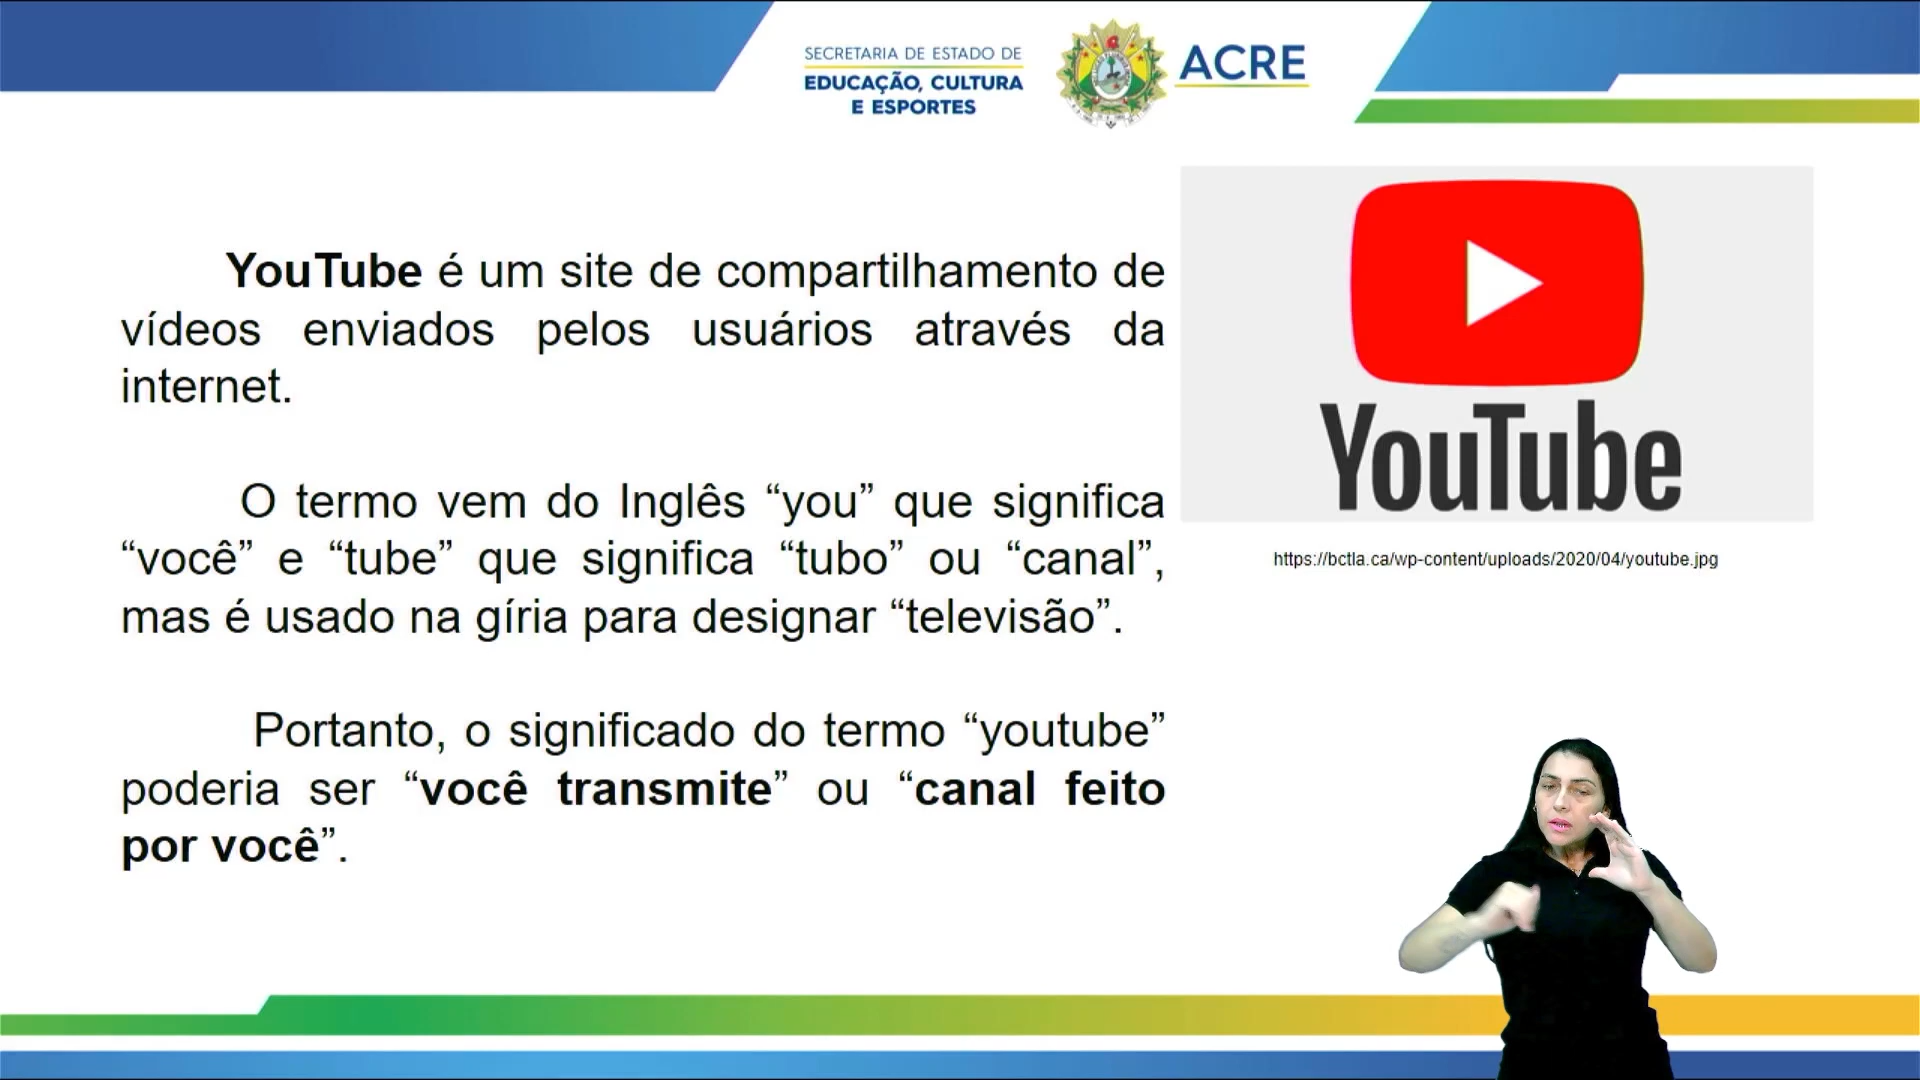 SECRETARIA DE ESTADO DE
EDUCAÇÃO, CULTURA
E ESPORTES
ACRE
YouTube é um site de compartilhamento de
vídeos enviados pelos usuários através da
internet.
O termo vem do Inglês “you” que significa
“você” e “tube” que significa “tubo” ou “canal”,
mas é usado na gíria para designar “televisão”.
Portanto, o significado do termo “youtube”
poderia ser “você transmite” ou “canal feito
por você”.
YouTube
https://bctla.ca/wp-content/uploads/2020/04/youtube.jpg